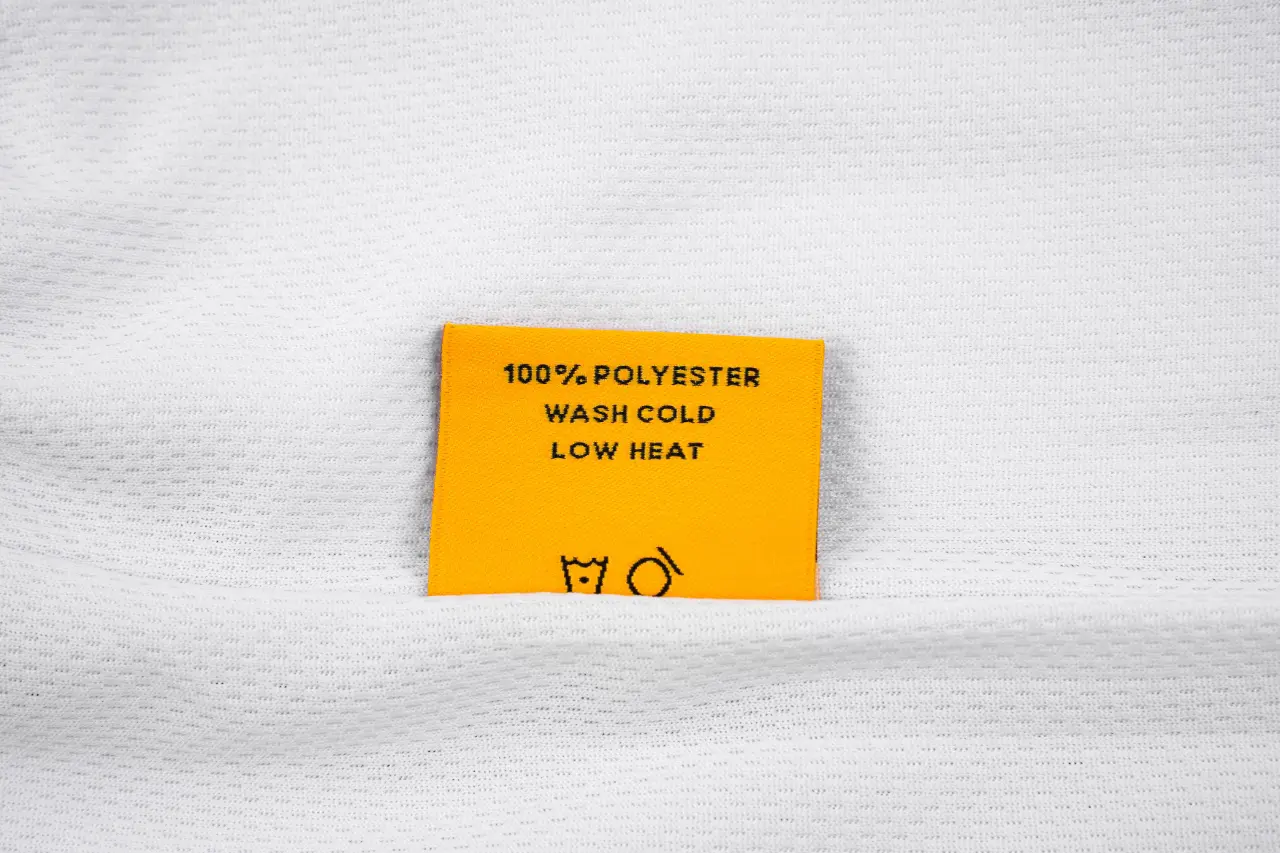 100% POLYESTER
WASH COLD
LOW HEAT